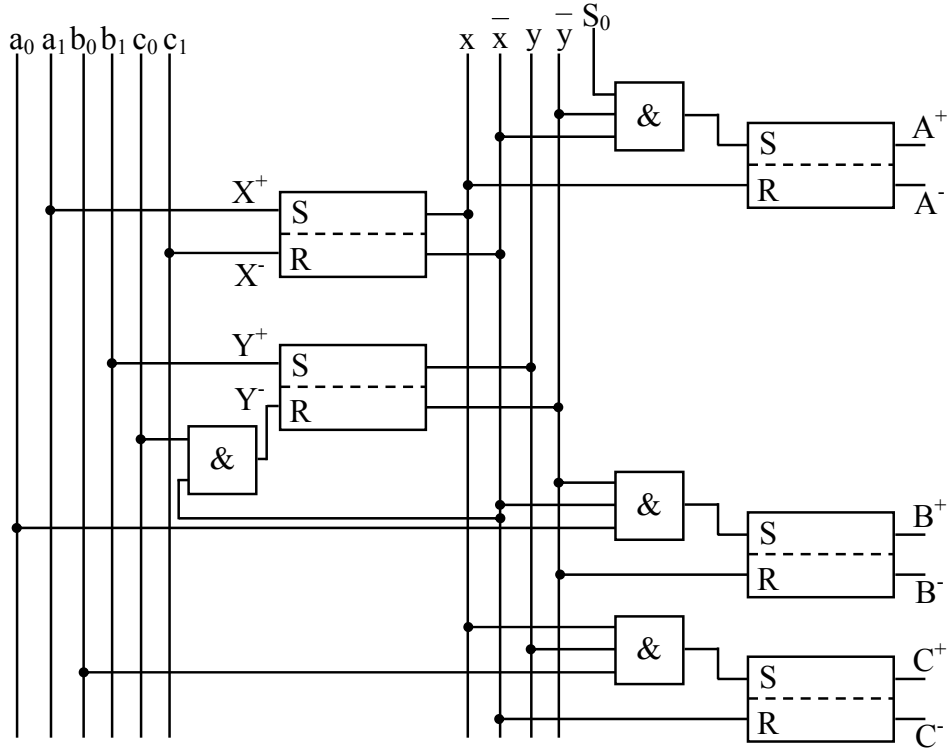 a₀ a₁ b₀ b₁ c₀ c₁ x x̅ y y̅ S₀
&
S
R
A⁺
A⁻
X⁺
X⁻
S
R
Y⁺
Y⁻
S
R
&
&
S
R
B⁺
B⁻
&
S
R
C⁺
C⁻